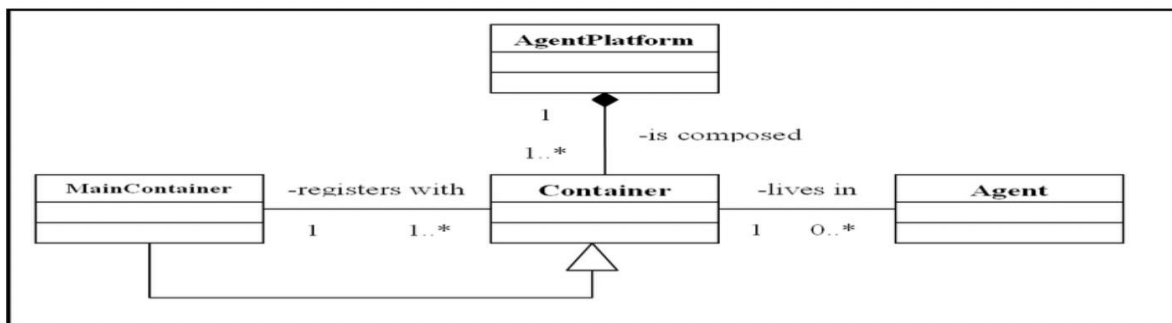 AgentPlatform
1
-is composed
1..*
MainContainer
-registers with
Container
-lives in
Agent
1
1..*
1
0..*